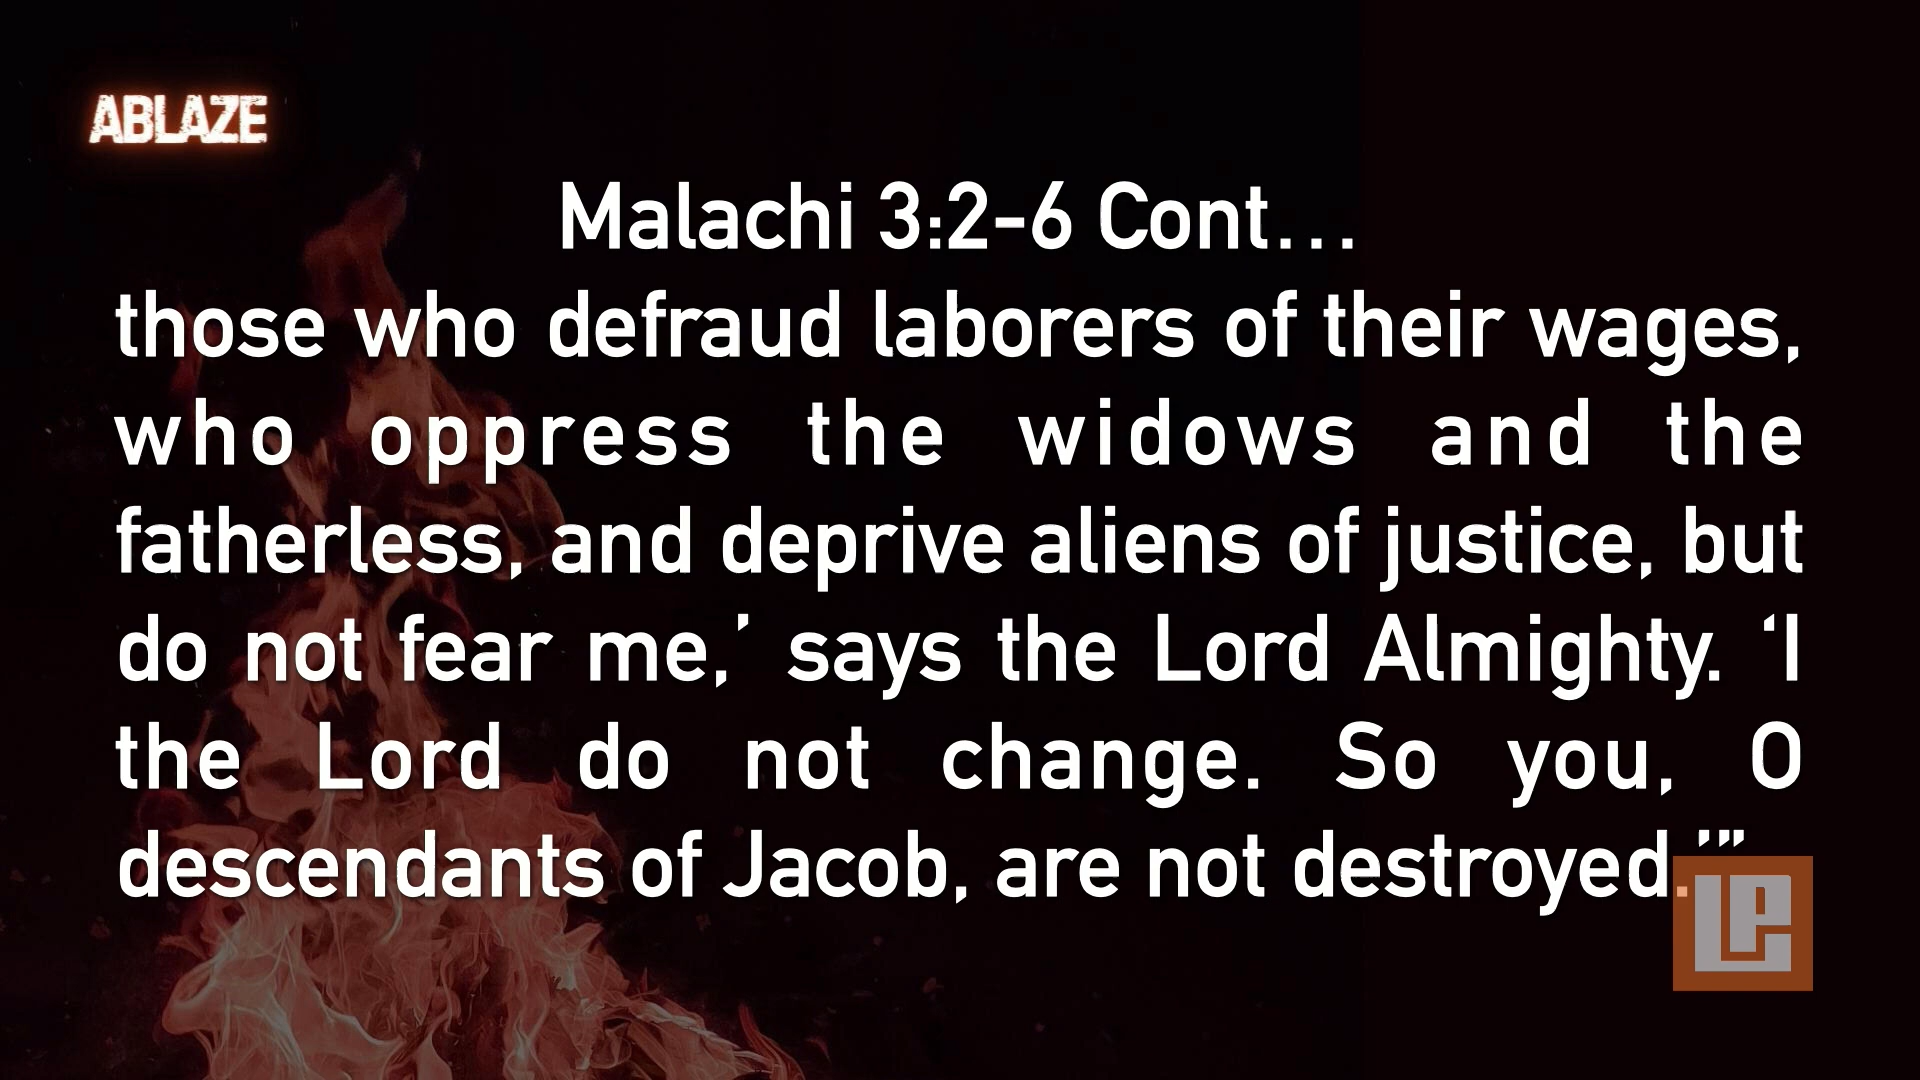 ABLAZE
Malachi 3:2-6 Cont…
those who defraud laborers of their wages,
who oppress the widows and the
fatherless, and deprive aliens of justice, but
do not fear me,’ says the Lord Almighty. ‘I
the Lord do not change. So you, O
descendants of Jacob, are not destroyed.’”
LP